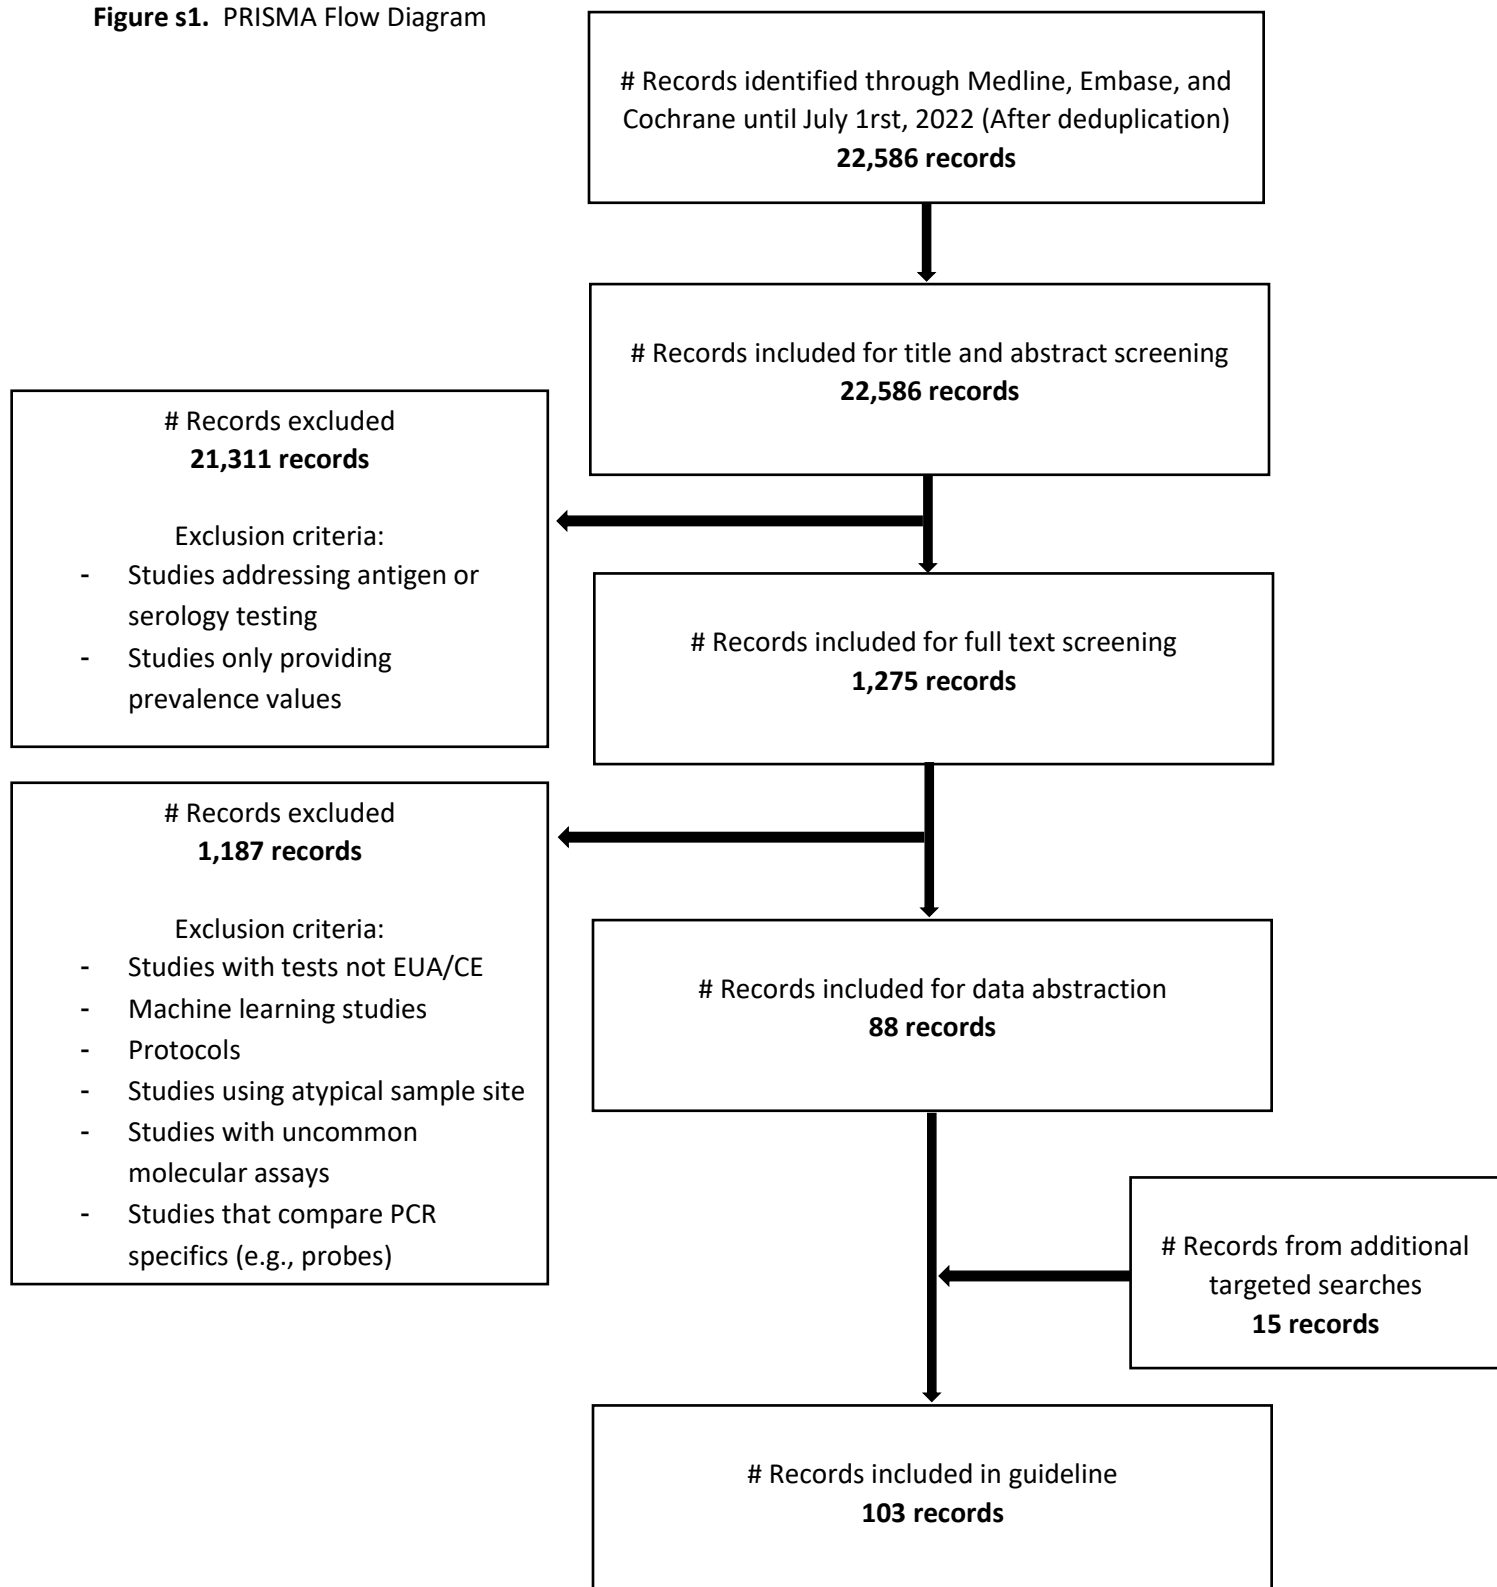 Figure s1. PRISMA Flow Diagram
# Records identified through Medline, Embase, and
Cochrane until July 1rst, 2022 (After deduplication)
22,586 records
# Records included for title and abstract screening
22,586 records
# Records excluded
21,311 records
Exclusion criteria:
- Studies addressing antigen or
serology testing
- Studies only providing
prevalence values
# Records included for full text screening
1,275 records
# Records excluded
1,187 records
Exclusion criteria:
- Studies with tests not EUA/CE
- Machine learning studies
- Protocols
- Studies using atypical sample site
- Studies with uncommon
molecular assays
- Studies that compare PCR
specifics (e.g., probes)
# Records included for data abstraction
88 records
# Records from additional
targeted searches
15 records
# Records included in guideline
103 records